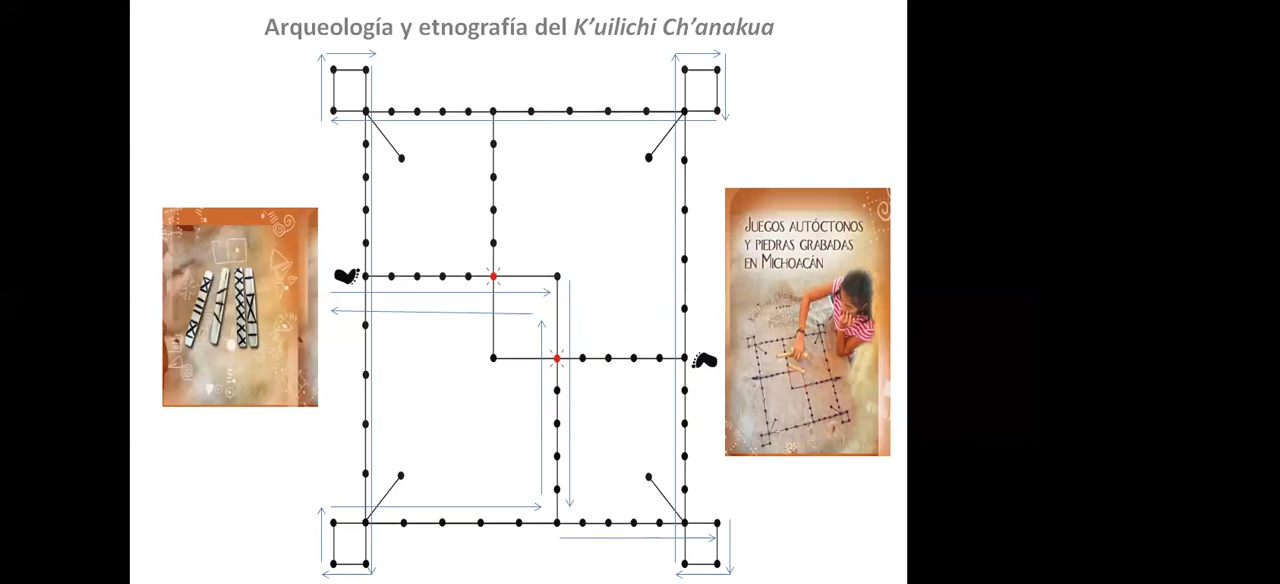 Arqueología y etnografía del K’uilichi Ch’anakua
JUEGOS AUTÓCTONOS
Y PIEDRAS GRABADAS
EN MICHOACÁN